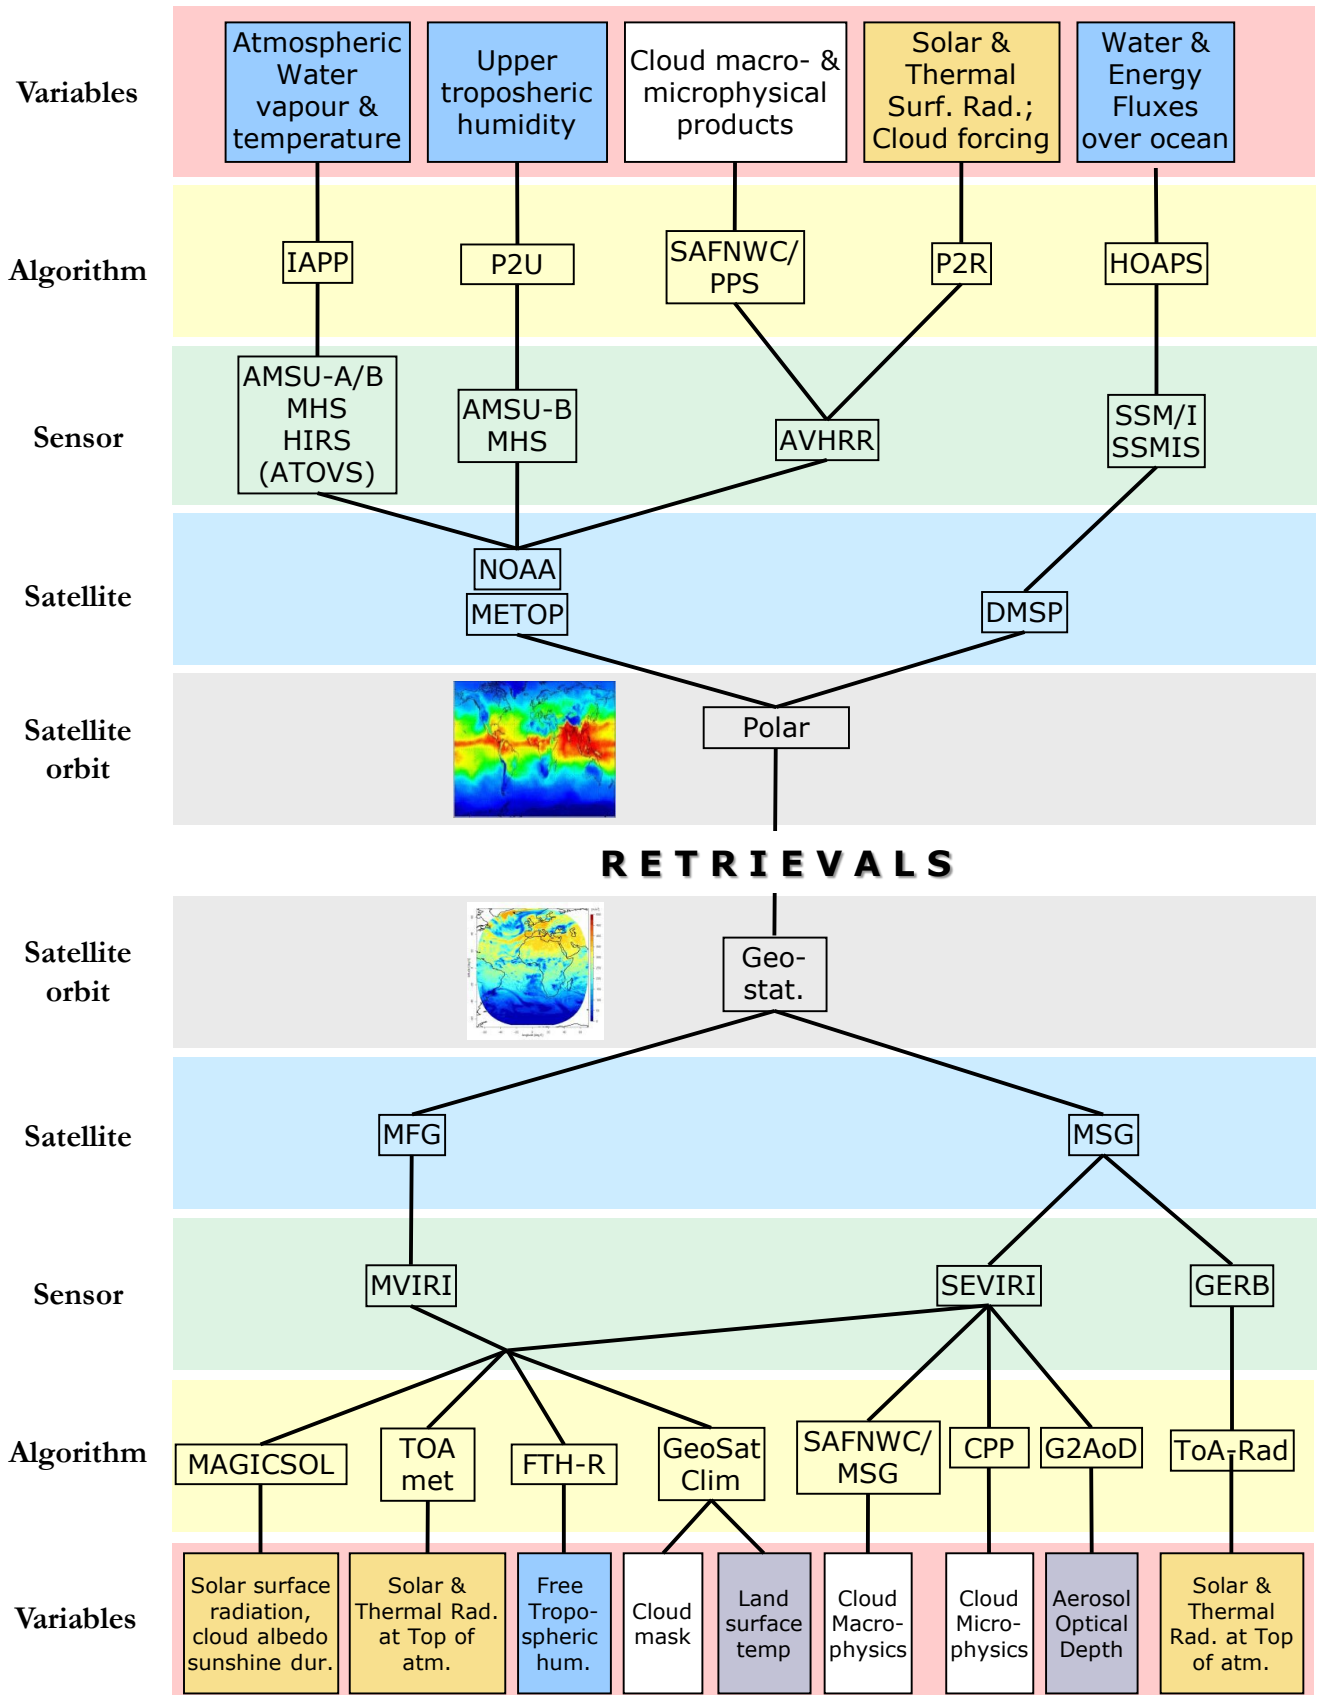 Variables
Atmospheric
Water
vapour &
temperature
Upper
troposheric
humidity
Cloud macro- &
microphysical
products
Solar &
Thermal
Surf. Rad.;
Cloud forcing
Water &
Energy
Fluxes
over ocean
Algorithm
IAPP
P2U
SAFNWC/
PPS
P2R
HOAPS
Sensor
AMSU-A/B
MHS
HIRS
(ATOVS)
AMSU-B
MHS
AVHRR
SSM/I
SSMIS
Satellite
NOAA
METOP
DMSP
Satellite
orbit
Polar
RETRIEVALS
Satellite
orbit
Geo-
stat.
Satellite
MFG
MSG
Sensor
MVIRI
SEVIRI
GERB
Algorithm
MAGICSOL
TOA
met
FTH-R
GeoSat
Clim
SAFNWC/
MSG
CPP
G2AoD
ToA-Rad
Variables
Solar surface
radiation,
cloud albedo
sunshine dur.
Solar &
Thermal Rad.
at Top of
atm.
Free
Tropo-
spheric
hum.
Cloud
mask
Land
surface
temp
Cloud
Macro-
physics
Cloud
Micro-
physics
Aerosol
Optical
Depth
Solar &
Thermal
Rad. at Top
of atm.